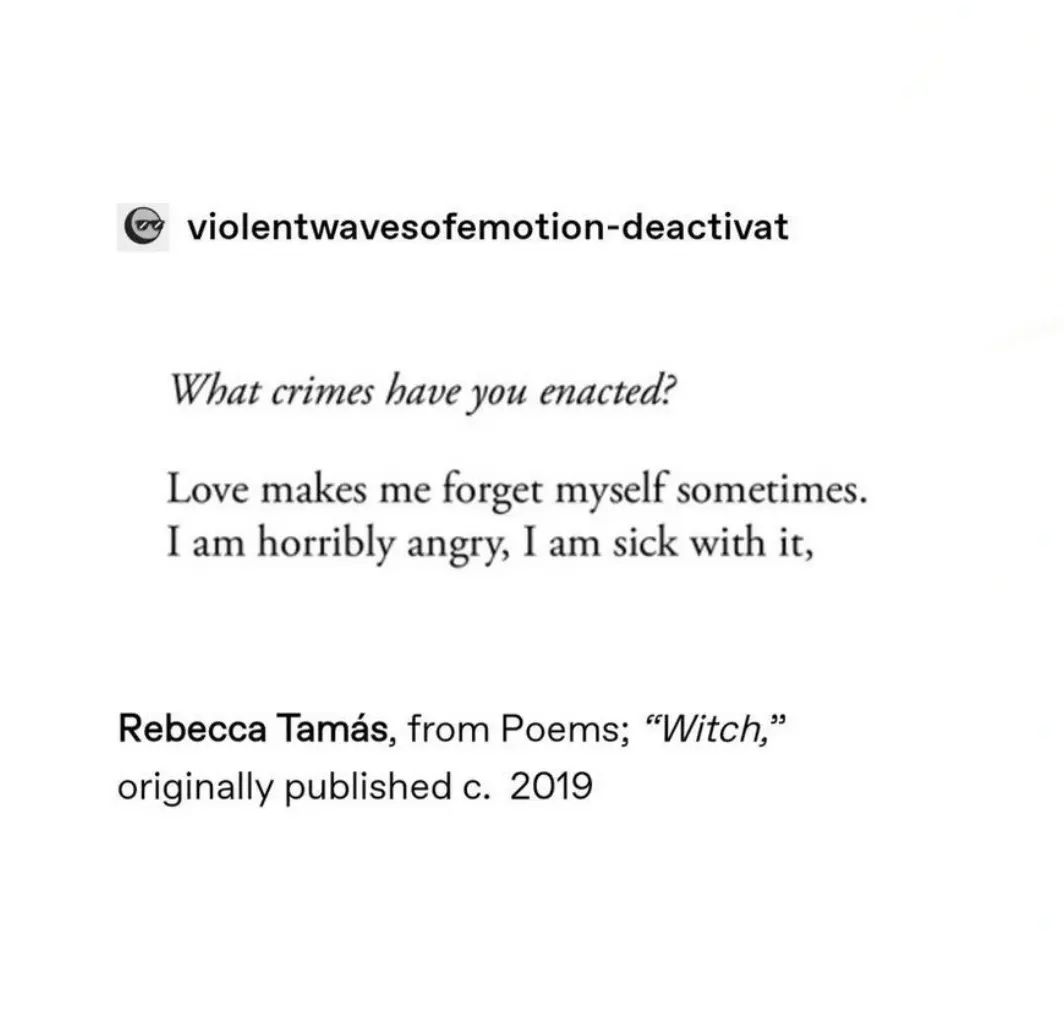 violentwavesofemotion-deactivat
What crimes have you enacted?
Love makes me forget myself sometimes.
I am horribly angry, I am sick with it,
Rebecca Tamás, from Poems; “Witch,”
originally published c. 2019